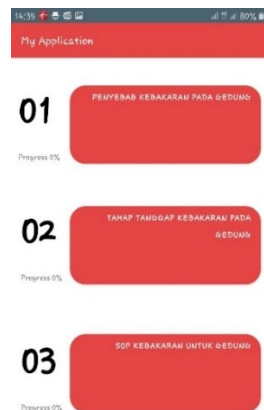 14:35 80%
My Application
01
PENYEBAB KEBAKARAN PADA GEDUNG
Progress 0%
02
TAHAP TANGGAP KEBAKARAN PADA
GEDUNG
Progress 0%
03
SOP KEBAKARAN UNTUK GEDUNG
Progress 0%